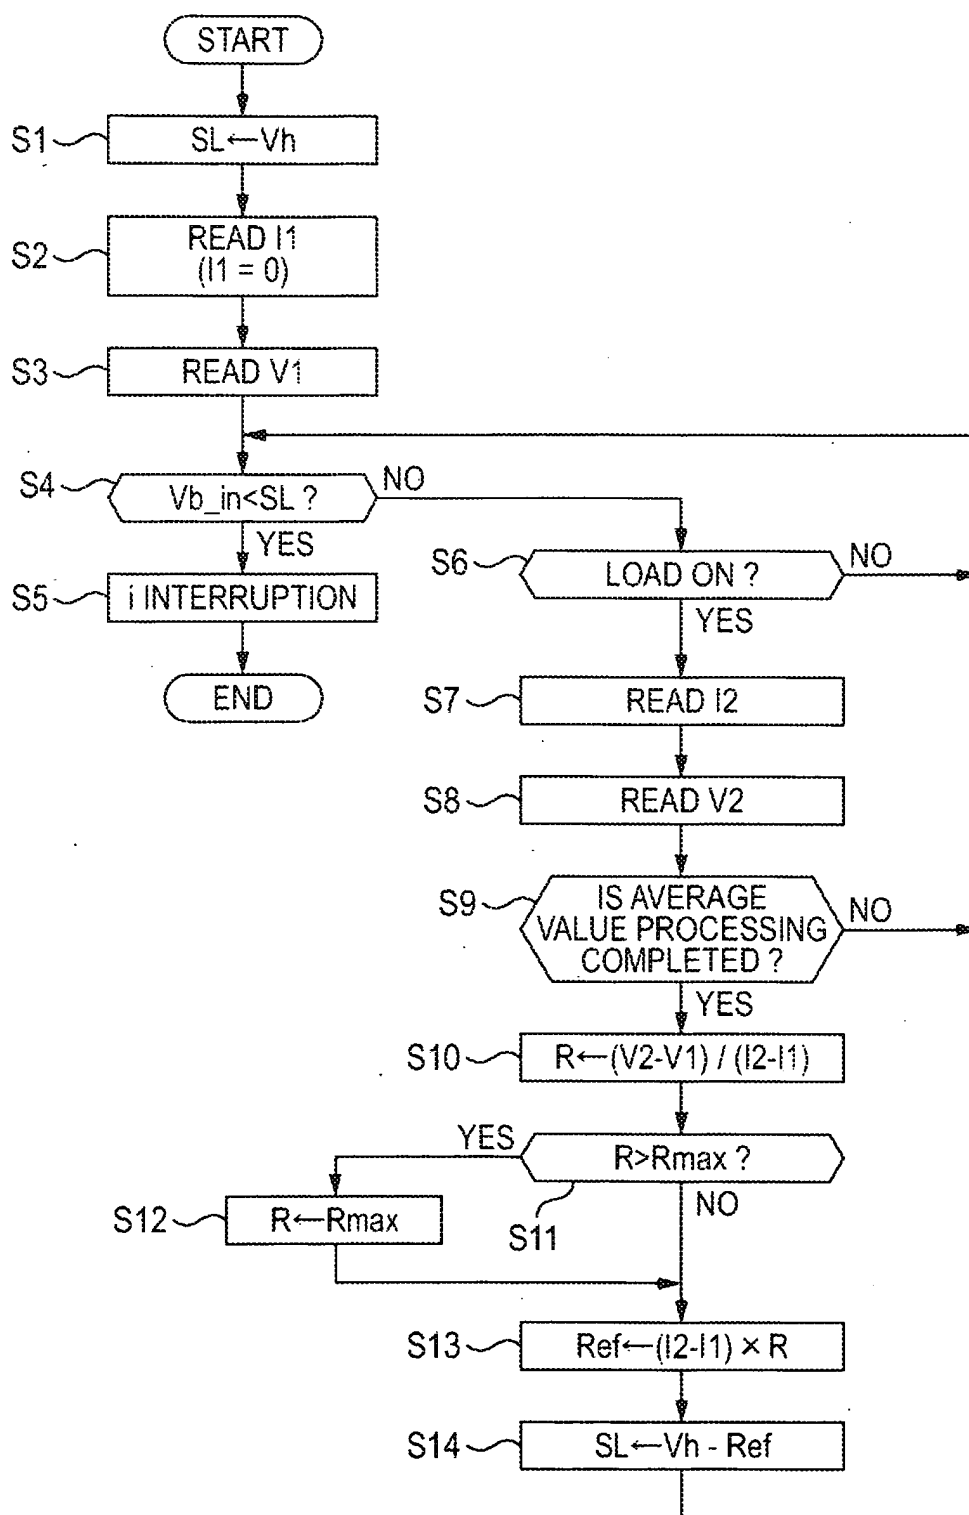 START
S1
SL←Vh
S2
READ I1
(I1 = 0)
S3
READ V1
S4
Vb_in<SL ?
NO
YES
S5
i INTERRUPTION
END
S6
LOAD ON ?
NO
YES
S7
READ I2
S8
READ V2
S9
IS AVERAGE
VALUE PROCESSING
COMPLETED ?
NO
YES
S10
R←(V2-V1) / (I2-I1)
YES
R>Rmax ?
S11
NO
S12
R←Rmax
S13
Ref←(I2-I1) × R
S14
SL←Vh - Ref